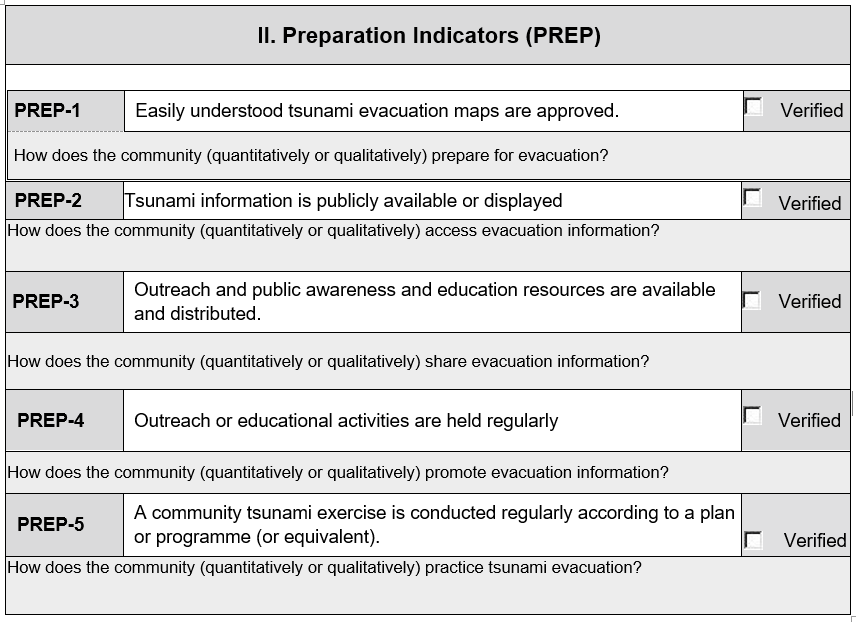 II. Preparation Indicators (PREP)
PREP-1 Easily understood tsunami evacuation maps are approved. Verified
How does the community (quantitatively or qualitatively) prepare for evacuation?
PREP-2 Tsunami information is publicly available or displayed Verified
How does the community (quantitatively or qualitatively) access evacuation information?
PREP-3 Outreach and public awareness and education resources are available
and distributed. Verified
How does the community (quantitatively or qualitatively) share evacuation information?
PREP-4 Outreach or educational activities are held regularly Verified
How does the community (quantitatively or qualitatively) promote evacuation information?
PREP-5 A community tsunami exercise is conducted regularly according to a plan
or programme (or equivalent). Verified
How does the community (quantitatively or qualitatively) practice tsunami evacuation?